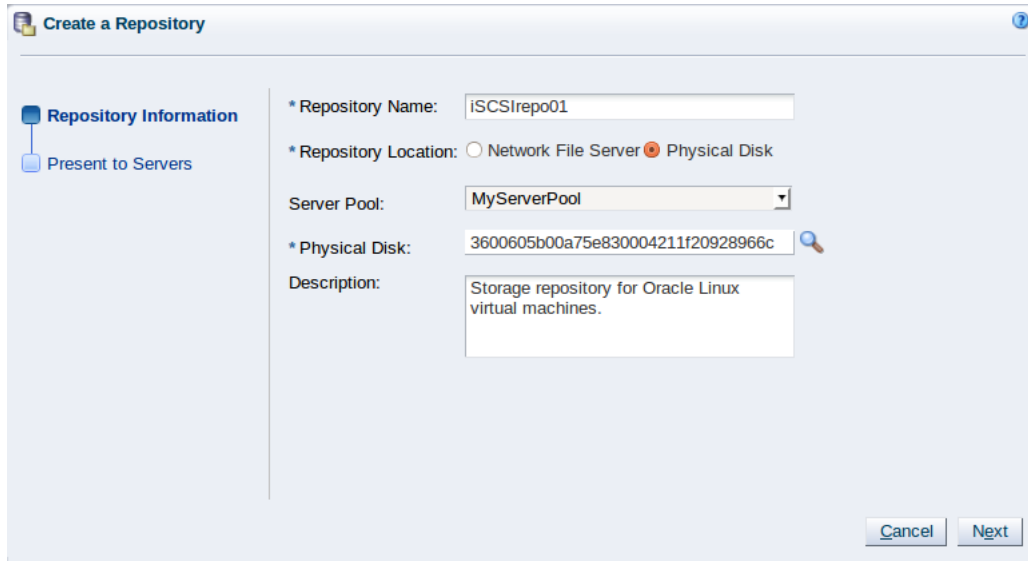 Create a Repository
Repository Information
Present to Servers
* Repository Name: iSCSIrepo01
* Repository Location: Network File Server Physical Disk
Server Pool: MyServerPool
* Physical Disk: 3600605b00a75e830004211f20928966c
Description: Storage repository for Oracle Linux
virtual machines.
Cancel Next